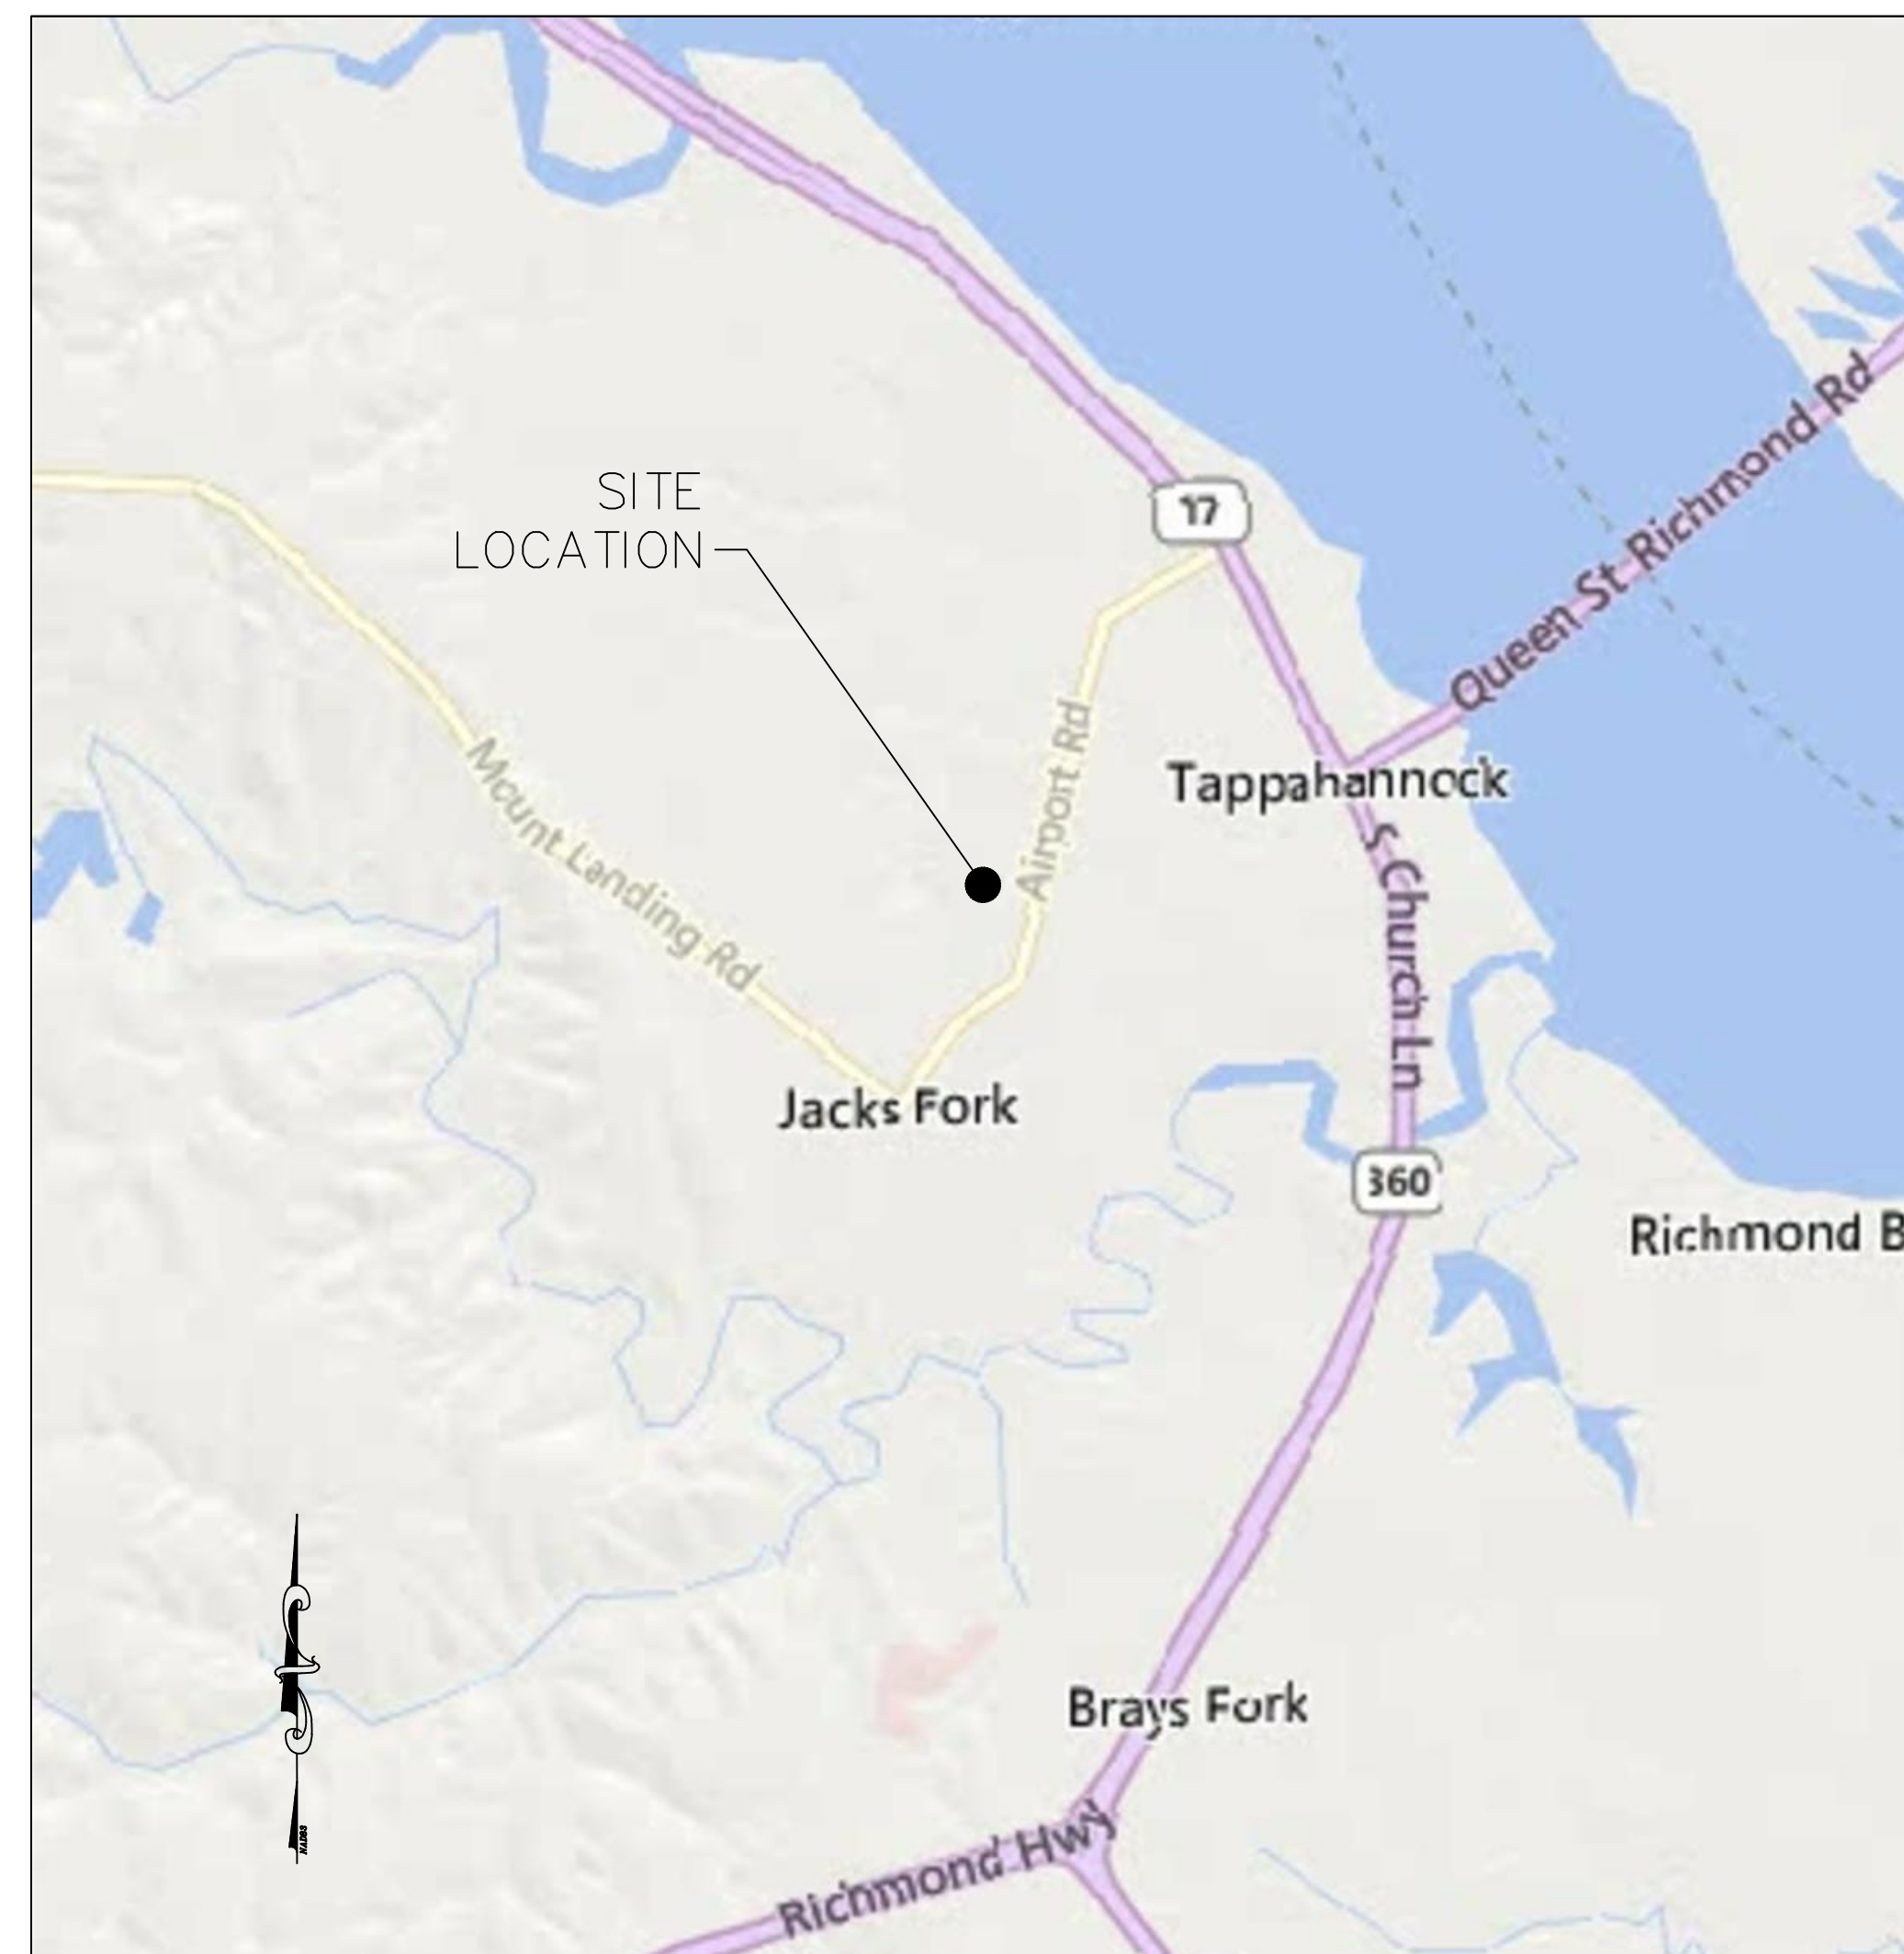 SITE
LOCATION
17
Queen St Richmond Rd
Airport Rd
Tappahannock
Mount Landing Rd
S Church Ln
Jacks Fork
360
Richmond B
Brays Fork
Richmond Hwy
NAD83